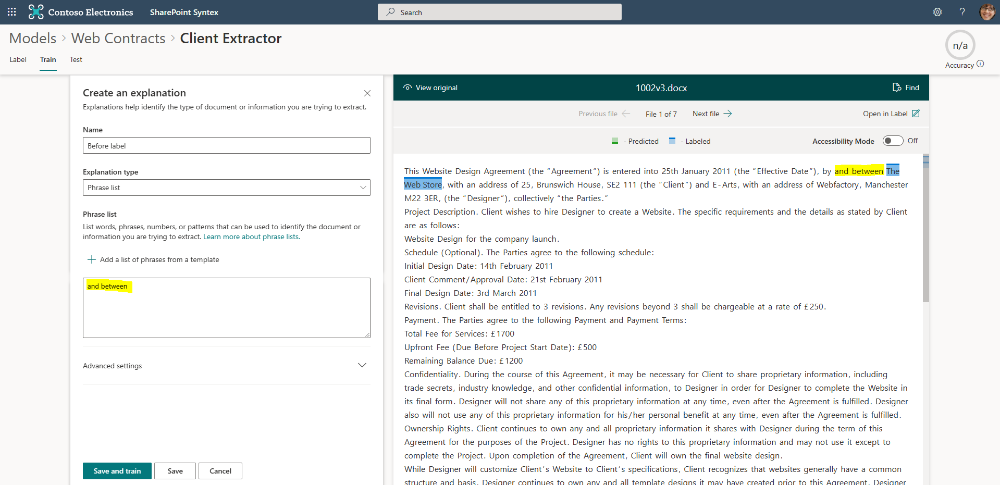 Contoso Electronics
SharePoint Syntex
Search
?
Models > Web Contracts > Client Extractor
n/a
Accuracy
Label
Train
Test
Create an explanation
Explanations help identify the type of document or information you are trying to extract.
Name
Before label
Explanation type
Phrase list
Phrase list
List words, phrases, numbers, or patterns that can be used to identify the document or
information you are trying to extract. Learn more about phrase lists.
Add a list of phrases from a template
and between
Advanced settings
Save and train
Save
Cancel
View original
1002v3.docx
Find
Previous file
File 1 of 7
Next file
Open in Label
- Predicted
- Labeled
Accessibility Mode
Off
This Website Design Agreement (the “Agreement”) is entered into 25th January 2011 (the “Effective Date”), by and between The
Web Store, with an address of 25, Brunswich House, SE2 111 (the “Client”) and E-Arts, with an address of Webfactory, Manchester
M22 3ER, (the “Designer”), collectively “the Parties.”
Project Description. Client wishes to hire Designer to create a Website. The specific requirements and the details as stated by Client
are as follows:
Website Design for the company launch.
Schedule (Optional). The Parties agree to the following schedule:
Initial Design Date: 14th February 2011
Client Comment/Approval Date: 21st February 2011
Final Design Date: 3rd March 2011
Revisions. Client shall be entitled to 3 revisions. Any revisions beyond 3 shall be chargeable at a rate of £250.
Payment. The Parties agree to the following Payment and Payment Terms:
Total Fee for Services: £1700
Upfront Fee (Due Before Project Start Date): £500
Remaining Balance Due: £1200
Confidentiality. During the course of this Agreement, it may be necessary for Client to share proprietary information, including
trade secrets, industry knowledge, and other confidential information, to Designer in order for Designer to complete the Website in
its final form. Designer will not share any of this proprietary information at any time, even after the Agreement is fulfilled. Designer
also will not use any of this proprietary information for his/her personal benefit at any time, even after the Agreement is fulfilled.
Ownership Rights. Client continues to own any and all proprietary information it shares with Designer during the term of this
Agreement for the purposes of the Project. Designer has no rights to this proprietary information and may not use it except to
complete the Project. Upon completion of the Agreement, Client will own the final website design.
While Designer will customize Client’s Website to Client’s specifications, Client recognizes that websites generally have a common
structure and basis. Designer continues to own any and all template designs it may have created prior to this Agreement. Designer